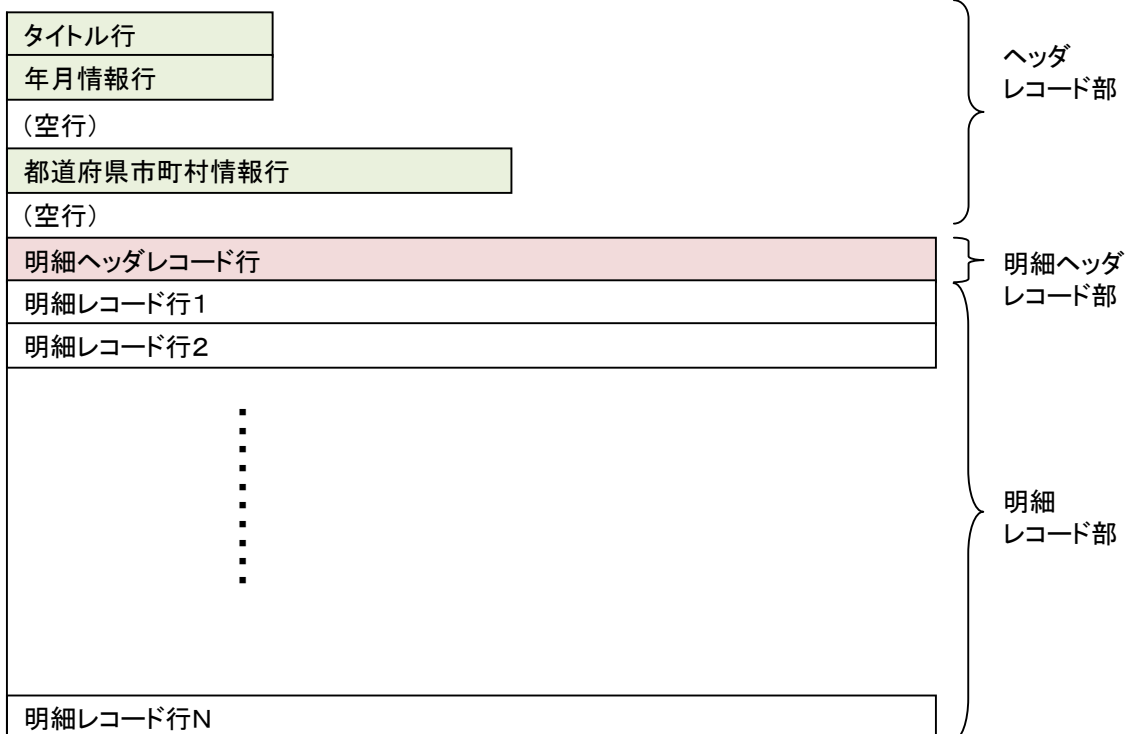 タイトル行
年月情報行
（空行）
都道府県市町村情報行
（空行）
ヘッダ
レコード部
明細ヘッダレコード行
明細レコード行１
明細レコード行２
明細ヘッダ
レコード部
明細
レコード部
明細レコード行Ｎ